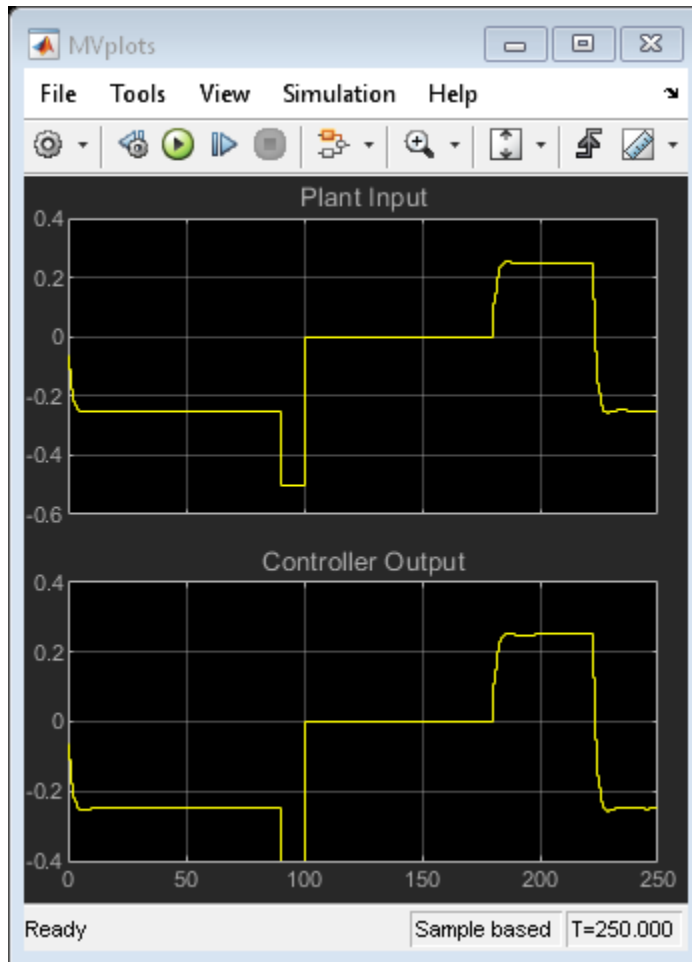 MVplots
File Tools View Simulation Help
Plant Input
0.4
0.2
0
-0.2
-0.4
-0.6
Controller Output
0.4
0.2
0
-0.2
-0.4
0 50 100 150 200 250
Ready Sample based T=250.000